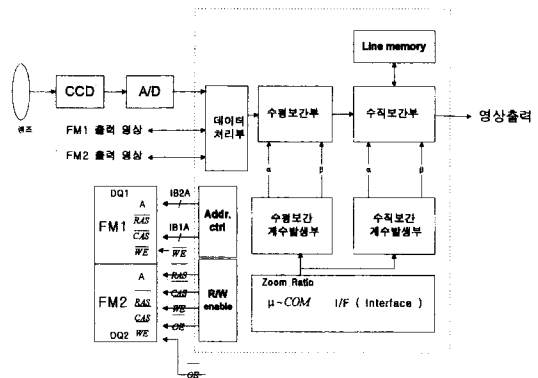 Line memory
CCD
A/D
데이터
처리부
수평보간부
수직보간부
영상출력
렌즈
FM1 출력 영상
FM2 출력 영상
α
β
α
β
DQ1
A
RAS
CAS
WE
FM1
IB2A
IB1A
WE
Addr.
ctrl
수평보간
계수발생부
수직보간
계수발생부
A
RAS
CAS
WE
FM2
DQ2
RAS
CAS
WE
OE
R/W
enable
Zoom Ratio
μ~COM I/F ( Interface )
OE